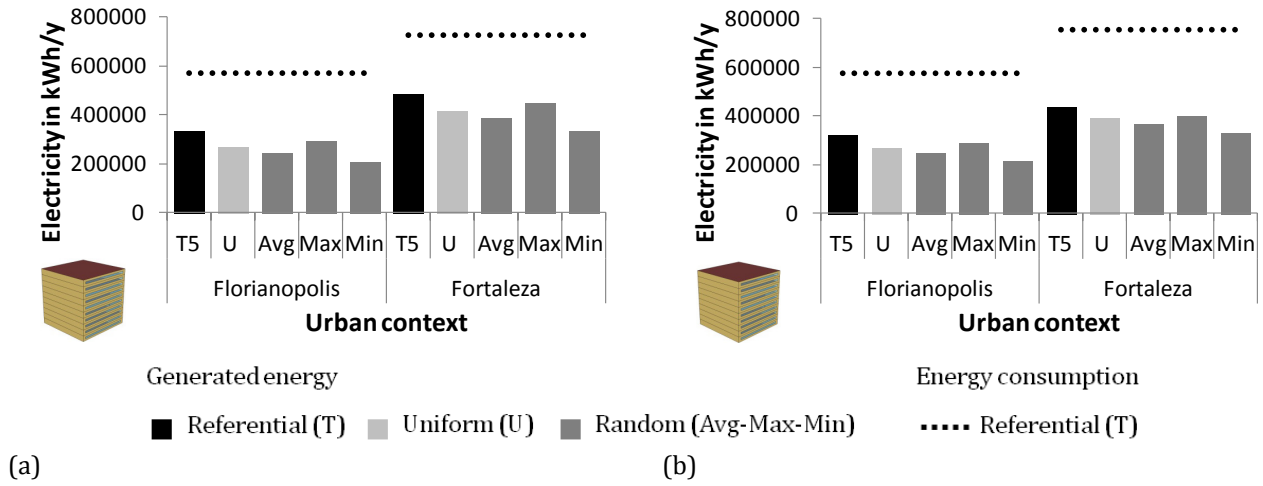 Electricity in kWh/y
800000
600000
400000
200000
0
T5 U Avg Max Min T5 U Avg Max Min
Florianopolis Fortaleza
Urban context
Electricity in kWh/y
800000
600000
400000
200000
0
T5 U Avg Max Min T5 U Avg Max Min
Florianopolis Fortaleza
Urban context
Generated energy Energy consumption
Referential (T) Uniform (U) Random (Avg-Max-Min) Referential (T)
(a) (b)